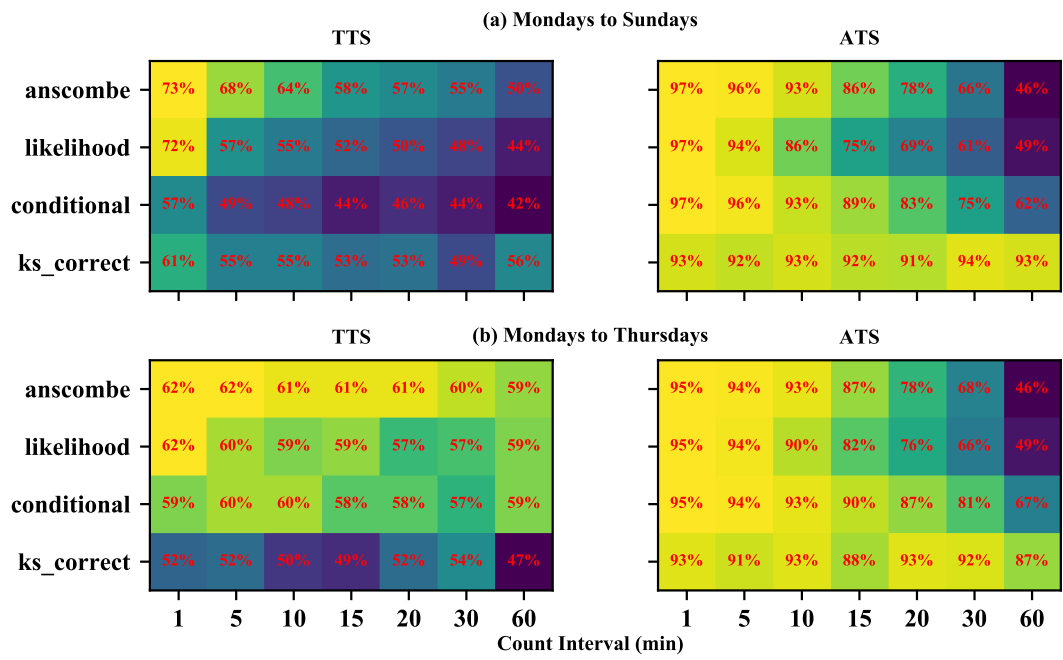 (a) Mondays to Sundays
TTS ATS
anscombe 73% 68% 64% 58% 57% 55% 50% 97% 96% 93% 86% 78% 66% 46%
likelihood 72% 57% 55% 52% 50% 48% 44% 97% 94% 86% 75% 69% 61% 49%
conditional 57% 49% 48% 44% 46% 44% 42% 97% 96% 93% 89% 83% 75% 62%
ks_correct 61% 55% 55% 53% 53% 49% 56% 93% 92% 93% 92% 91% 94% 93%
(b) Mondays to Thursdays
TTS ATS
anscombe 62% 62% 61% 61% 61% 60% 59% 95% 94% 93% 87% 78% 68% 46%
likelihood 62% 60% 59% 59% 57% 57% 59% 95% 94% 90% 82% 76% 66% 49%
conditional 59% 60% 60% 58% 58% 57% 59% 95% 94% 93% 90% 87% 81% 67%
ks_correct 52% 52% 50% 49% 52% 54% 47% 93% 91% 93% 88% 93% 92% 87%
1 5 10 15 20 30 60 1 5 10 15 20 30 60
Count Interval (min)